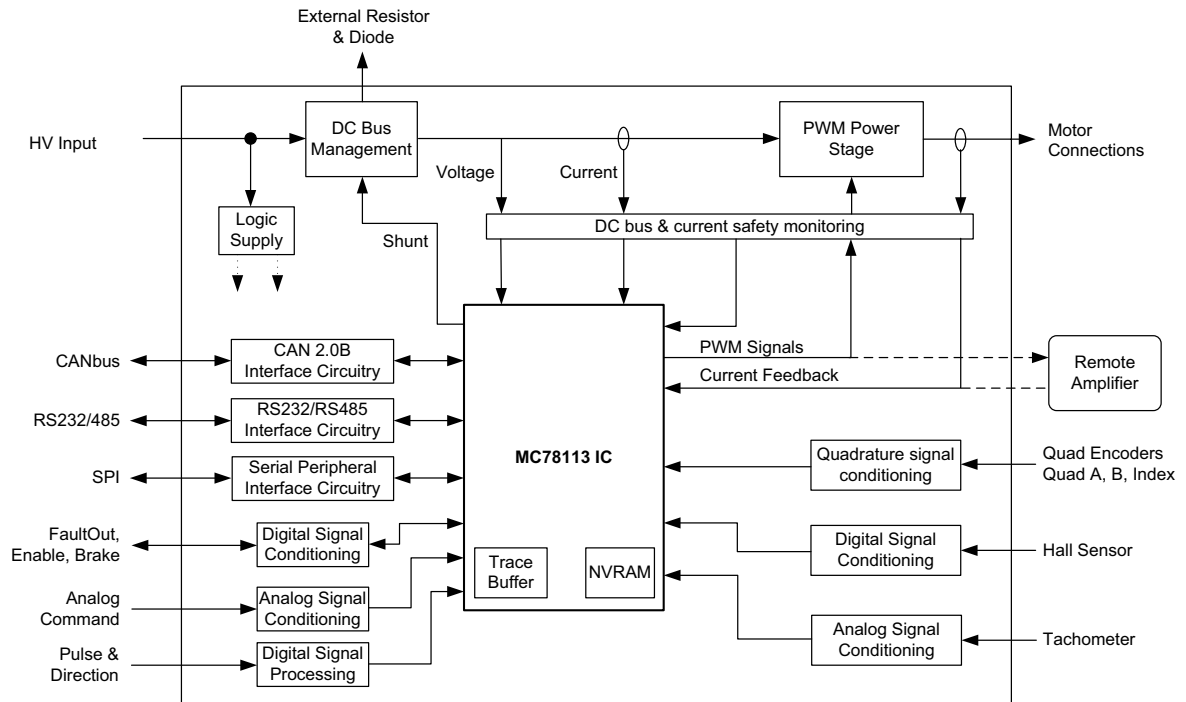 External Resistor
& Diode
HV Input
DC Bus
Management
PWM Power
Stage
Motor
Connections
Voltage
Current
Logic
Supply
Shunt
DC bus & current safety monitoring
CANbus
CAN 2.0B
Interface Circuitry
PWM Signals
Current Feedback
Remote
Amplifier
RS232/485
RS232/RS485
Interface Circuitry
MC78113 IC
SPI
Serial Peripheral
Interface Circuitry
Quadrature signal
conditioning
Quad Encoders
Quad A, B, Index
FaultOut,
Enable, Brake
Digital Signal
Conditioning
Digital Signal
Conditioning
Hall Sensor
Trace
Buffer
NVRAM
Analog
Command
Analog Signal
Conditioning
Analog Signal
Conditioning
Tachometer
Pulse &
Direction
Digital Signal
Processing